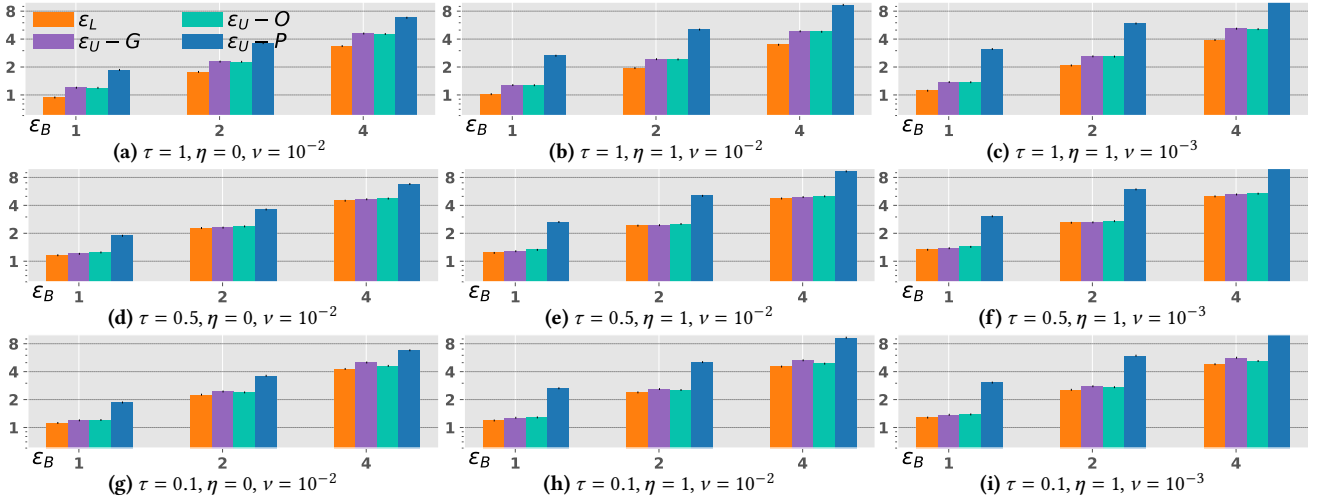 8 4 2 1
ε_L ε_U − O
ε_U − G ε_U − P
ε_B 1 2 4
(a) τ = 1, η = 0, ν = 10⁻²
8 4 2 1
ε_B 1 2 4
(b) τ = 1, η = 1, ν = 10⁻²
8 4 2 1
ε_B 1 2 4
(c) τ = 1, η = 1, ν = 10⁻³
8 4 2 1
ε_B 1 2 4
(d) τ = 0.5, η = 0, ν = 10⁻²
8 4 2 1
ε_B 1 2 4
(e) τ = 0.5, η = 1, ν = 10⁻²
8 4 2 1
ε_B 1 2 4
(f) τ = 0.5, η = 1, ν = 10⁻³
8 4 2 1
ε_B 1 2 4
(g) τ = 0.1, η = 0, ν = 10⁻²
8 4 2 1
ε_B 1 2 4
(h) τ = 0.1, η = 1, ν = 10⁻²
8 4 2 1
ε_B 1 2 4
(i) τ = 0.1, η = 1, ν = 10⁻³